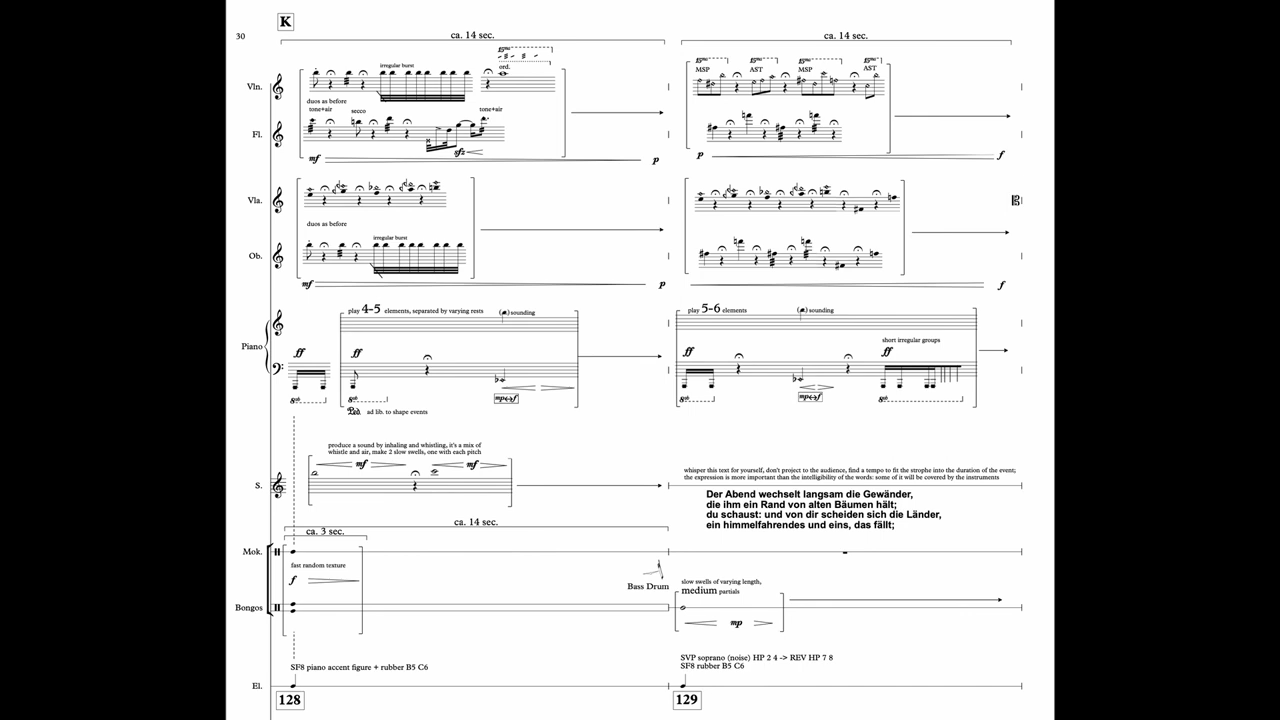 K
30
ca. 14 sec.
ca. 14 sec.
15ma
ord.
irregular burst
15ma
MSP
AST
15ma
MSP
15ma
AST
Vln.
duos as before
tone+air
secco
tone+air
Fl.
sfz
mf
p
p
f
Vla.
duos as before
irregular burst
Ob.
mf
p
f
play 4-5 elements, separated by varying rests
sounding
play 5-6 elements
sounding
Piano
short irregular groups
ff
ff
ff
ff
8vb
8vb
mp<>f
8vb
mp<>f
8vb
Ped.
ad lib. to shape events
produce a sound by inhaling and whistling, it's a mix of
whistle and air, make 2 slow swells, one with each pitch
mf
mf
S.
whisper this text for yourself, don't project to the audience, find a tempo to fit the strophe into the duration of the event;
the expression is more important than the intelligibility of the words: some of it will be covered by the instruments
Der Abend wechselt langsam die Gewänder,
die ihm ein Rand von alten Bäumen hält;
du schaust: und von dir scheiden sich die Länder,
ein himmelfahrendes und eins, das fällt;
ca. 14 sec.
ca. 3 sec.
Mok.
fast random texture
f
Bass Drum
slow swells of varying length,
medium partials
Bongos
mp
SF8 piano accent figure + rubber B5 C6
SVP soprano (noise) HP 2 4 -> REV HP 7 8
SF8 rubber B5 C6
El.
128
129